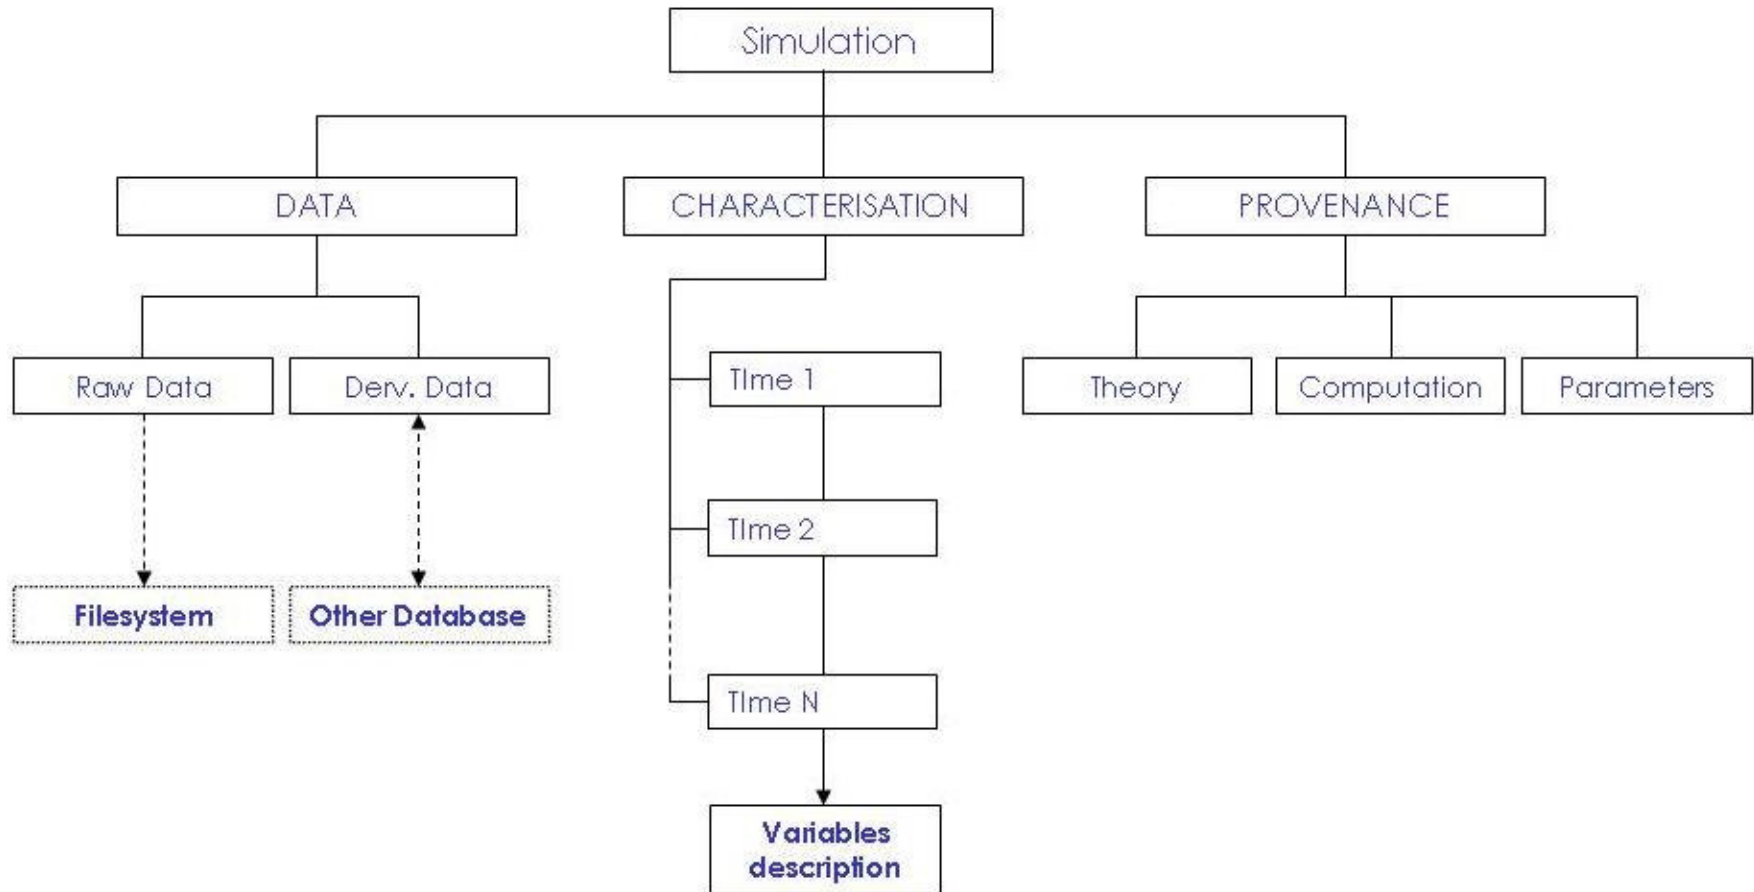 Simulation
DATA
CHARACTERISATION
PROVENANCE
Raw Data
Derv. Data
TIme 1
Theory
Computation
Parameters
TIme 2
Filesystem
Other Database
TIme N
Variables
description